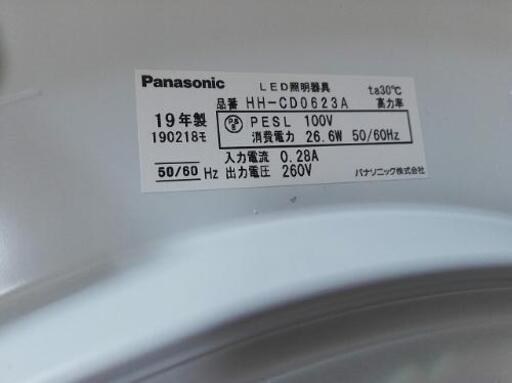 Panasonic LED照明器具 ta30℃
品番 HH-CD0623A 高力率
19年製 PESL 100V
190218モ 消費電力 26.6W 50/60Hz
入力電流 0.28A
50/60 Hz 出力電圧 260V
パナソニック株式会社